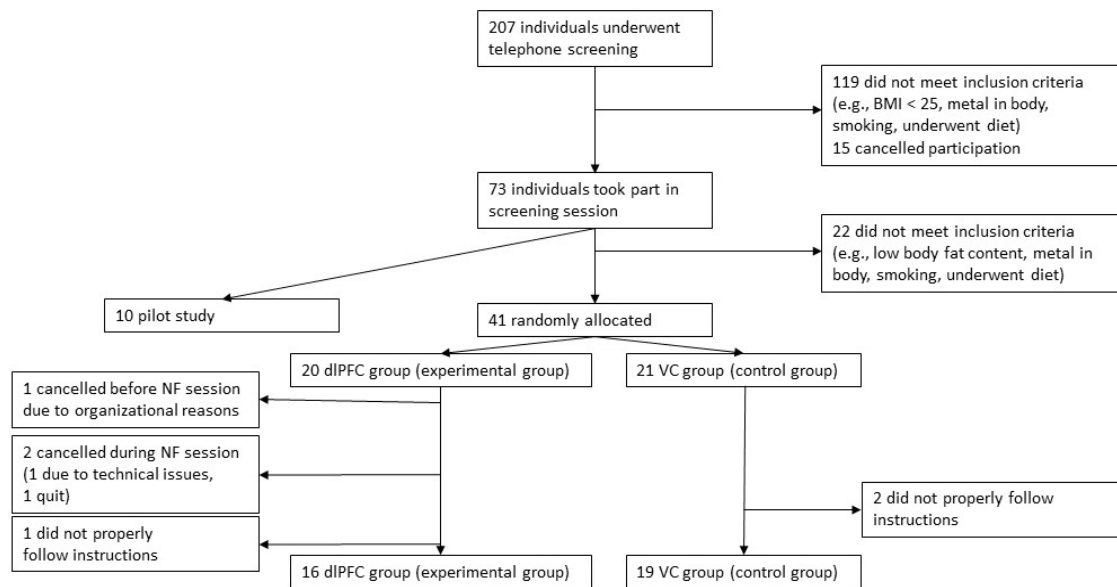 207 individuals underwent
telephone screening
119 did not meet inclusion criteria
(e.g., BMI < 25, metal in body,
smoking, underwent diet)
15 cancelled participation
73 individuals took part in
screening session
22 did not meet inclusion criteria
(e.g., low body fat content, metal in
body, smoking, underwent diet)
10 pilot study
41 randomly allocated
20 dlPFC group (experimental group)
21 VC group (control group)
1 cancelled before NF session
due to organizational reasons
2 cancelled during NF session
(1 due to technical issues,
1 quit)
2 did not properly follow
instructions
1 did not properly
follow instructions
16 dlPFC group (experimental group)
19 VC group (control group)